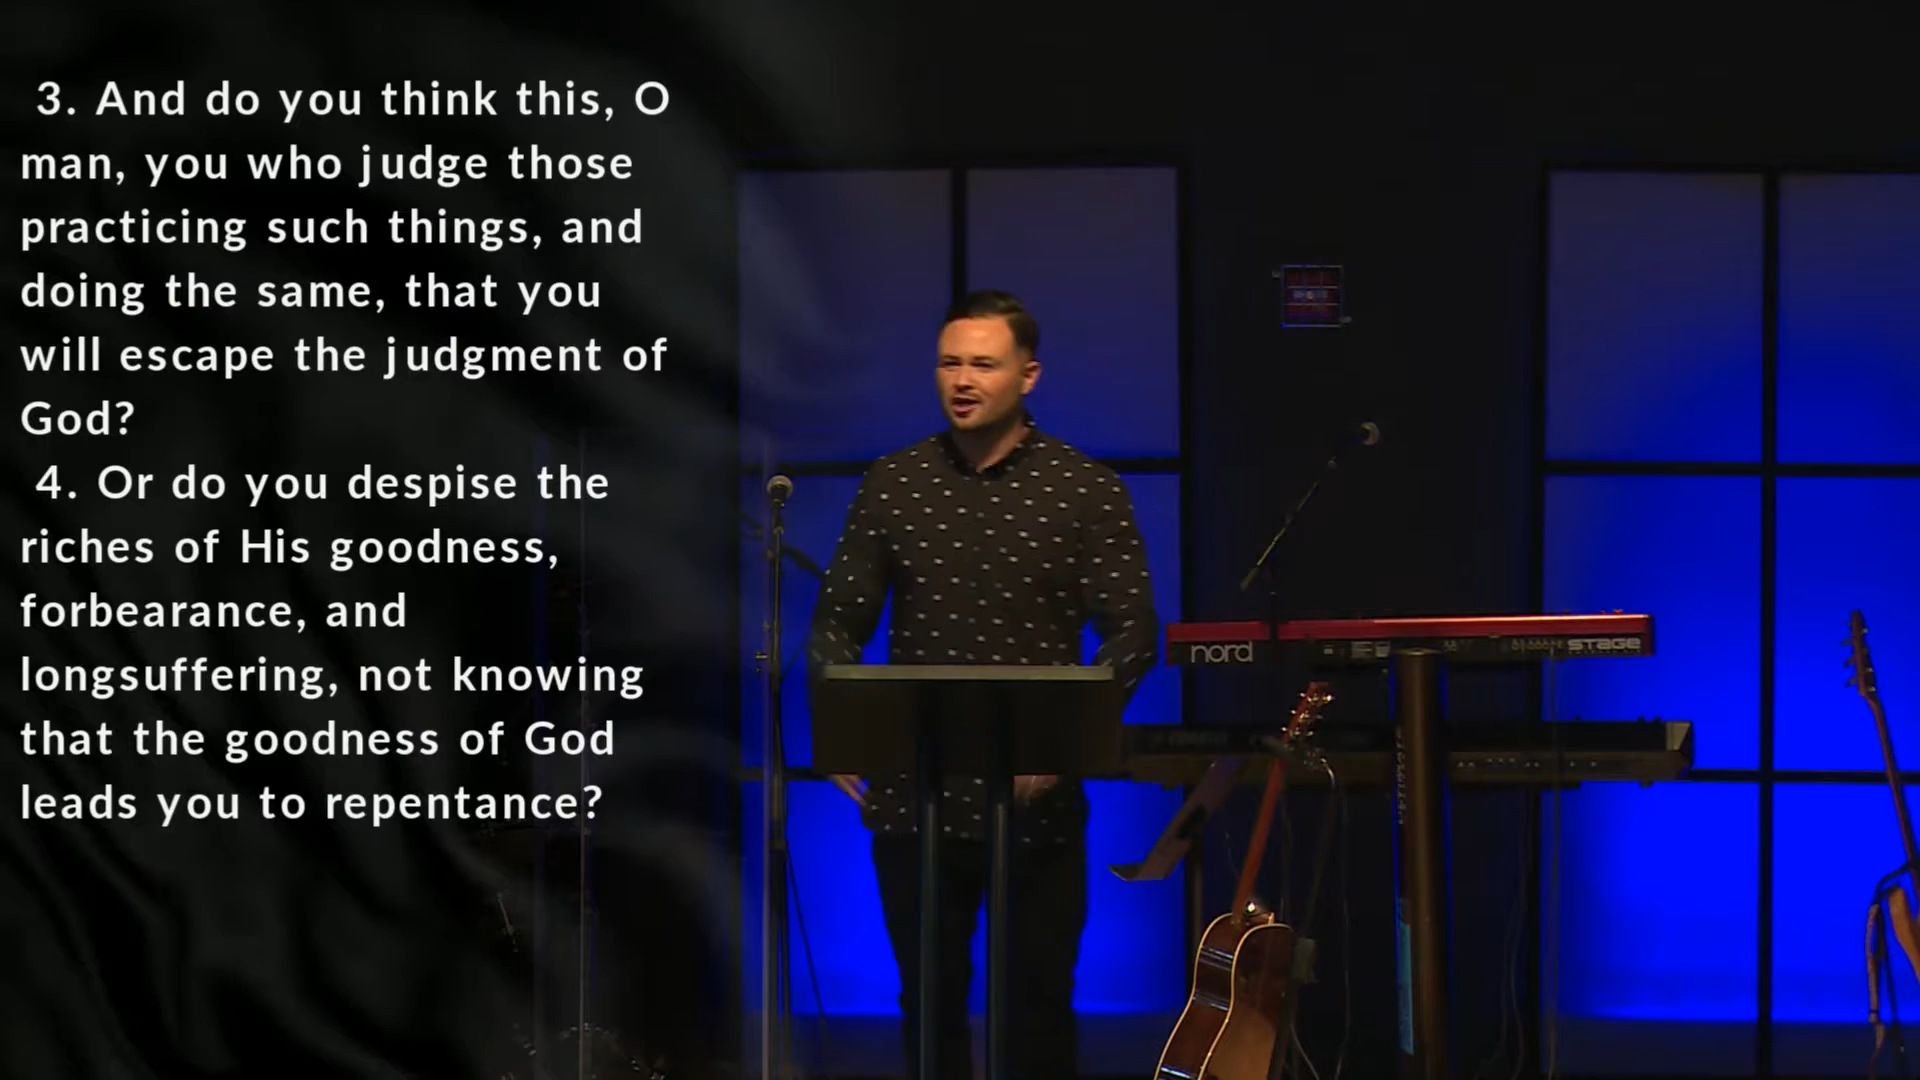 3. And do you think this, O
man, you who judge those
practicing such things, and
doing the same, that you
will escape the judgment of
God?
4. Or do you despise the
riches of His goodness,
forbearance, and
longsuffering, not knowing
that the goodness of God
leads you to repentance?
nord
STAGE